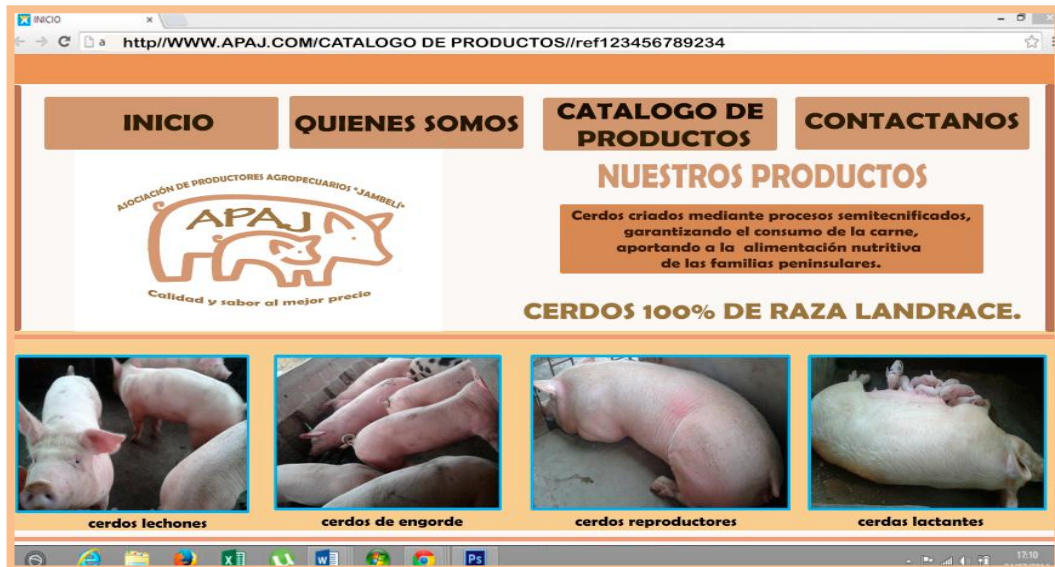 INICIO
a http//WWW.APAJ.COM/CATALOGO DE PRODUCTOS//ref123456789234
INICIO
QUIENES SOMOS
CATALOGO DE
PRODUCTOS
CONTACTANOS
ASOCIACIÓN DE PRODUCTORES AGROPECUARIOS "JAMBELÍ"
APAJ
Calidad y sabor al mejor precio
NUESTROS PRODUCTOS
Cerdos criados mediante procesos semitecnificados,
garantizando el consumo de la carne,
aportando a la alimentación nutritiva
de las familias peninsulares.
CERDOS 100% DE RAZA LANDRACE.
cerdos lechones
cerdos de engorde
cerdos reproductores
cerdas lactantes
Ps
17:10